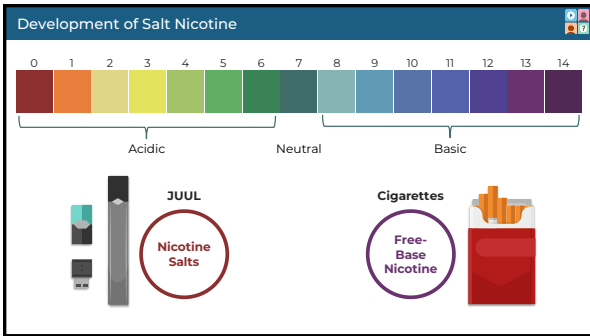 Development of Salt Nicotine
0 1 2 3 4 5 6 7 8 9 10 11 12 13 14
Acidic Neutral Basic
JUUL Cigarettes
Nicotine
Salts
Free-
Base
Nicotine
?